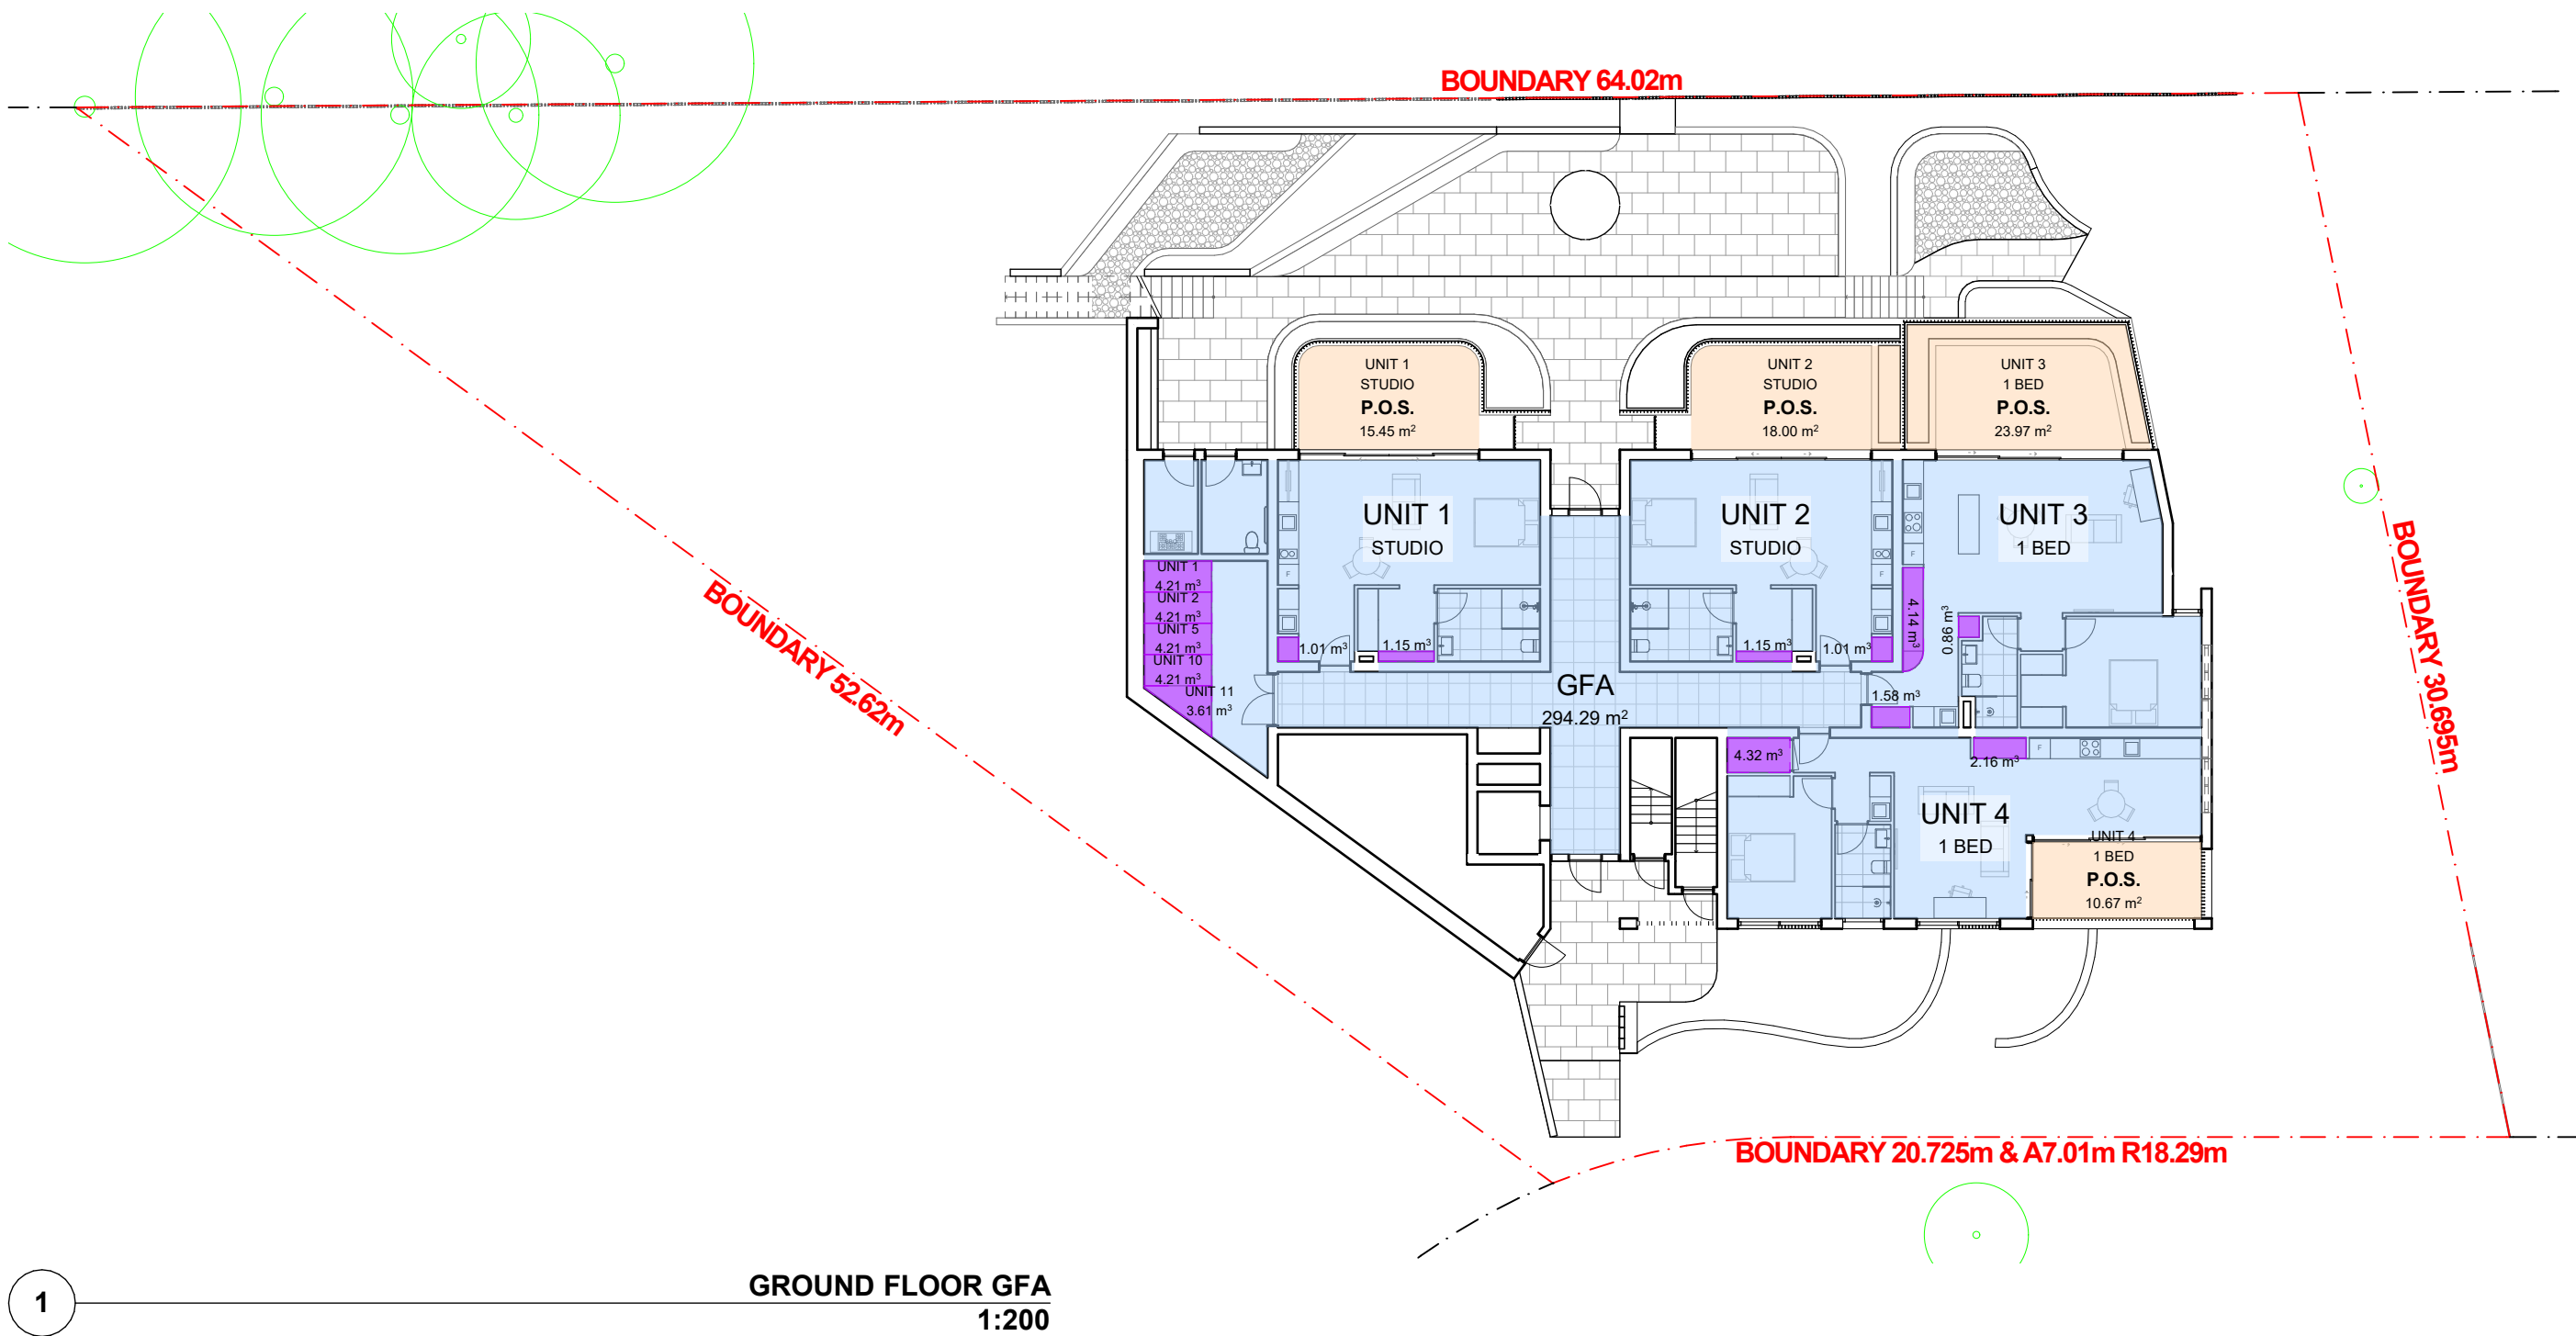 BOUNDARY 64.02m
UNIT 1
STUDIO
P.O.S.
15.45 m²
UNIT 2
STUDIO
P.O.S.
18.00 m²
UNIT 3
1 BED
P.O.S.
23.97 m²
UNIT 1
STUDIO
UNIT 2
STUDIO
UNIT 3
1 BED
F
F
F
UNIT 1
4.21 m³
UNIT 2
4.21 m³
UNIT 5
4.21 m³
UNIT 10
4.21 m³
UNIT 11
3.61 m³
1.01 m³
1.15 m³
1.15 m³
1.01 m³
4.14 m³
0.86 m³
1.58 m³
GFA
294.29 m²
4.32 m³
2.16 m³
F
UNIT 4
1 BED
UNIT 4
1 BED
P.O.S.
10.67 m²
BOUNDARY 52.62m
BOUNDARY 30.695m
BOUNDARY 20.725m & A7.01m R18.29m
1
GROUND FLOOR GFA
1:200